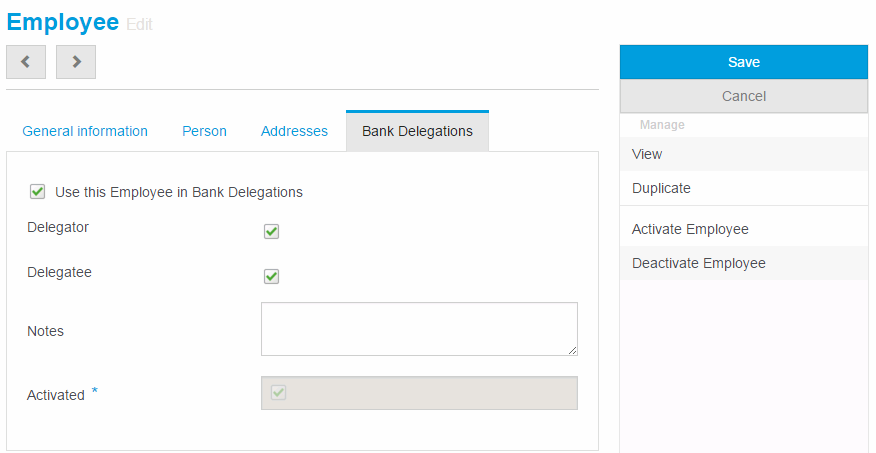 Employee Edit
General information Person Addresses Bank Delegations
Use this Employee in Bank Delegations
Delegator
Delegatee
Notes
Activated *
Save
Cancel
Manage
View
Duplicate
Activate Employee
Deactivate Employee